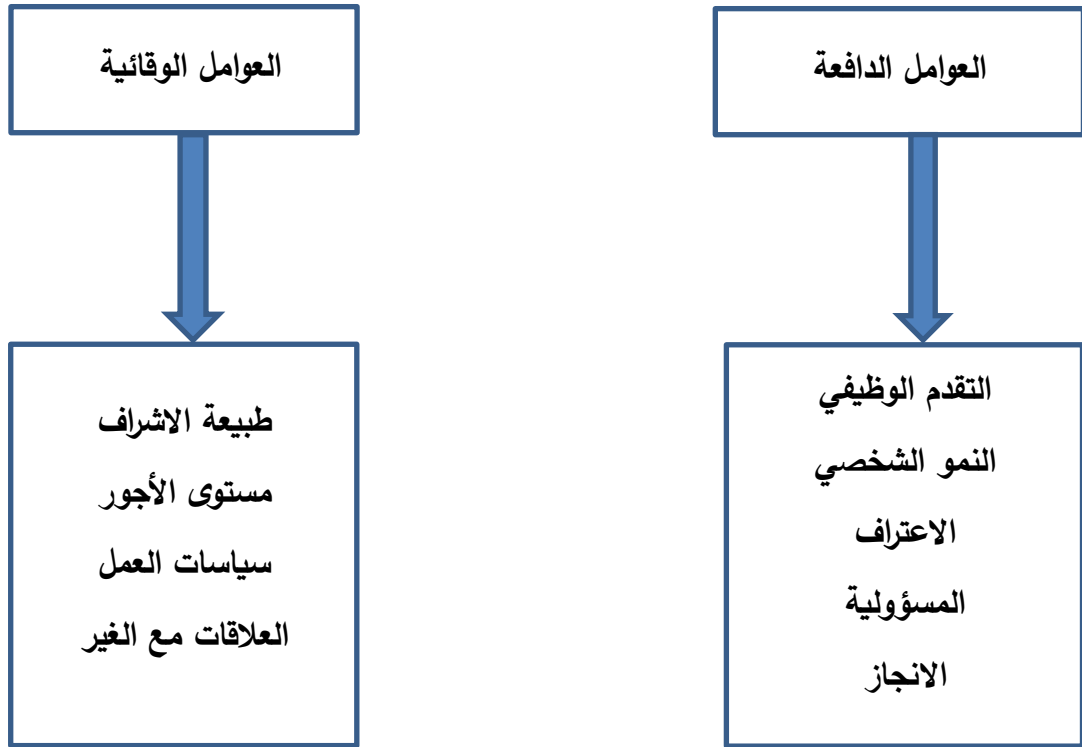 العوامل الدافعة
العوامل الوقائية
التقدم الوظيفي
النمو الشخصي
الاعتراف
المسؤولية
الانجاز
طبيعة الاشراف
مستوى الأجور
سياسات العمل
العلاقات مع الغير